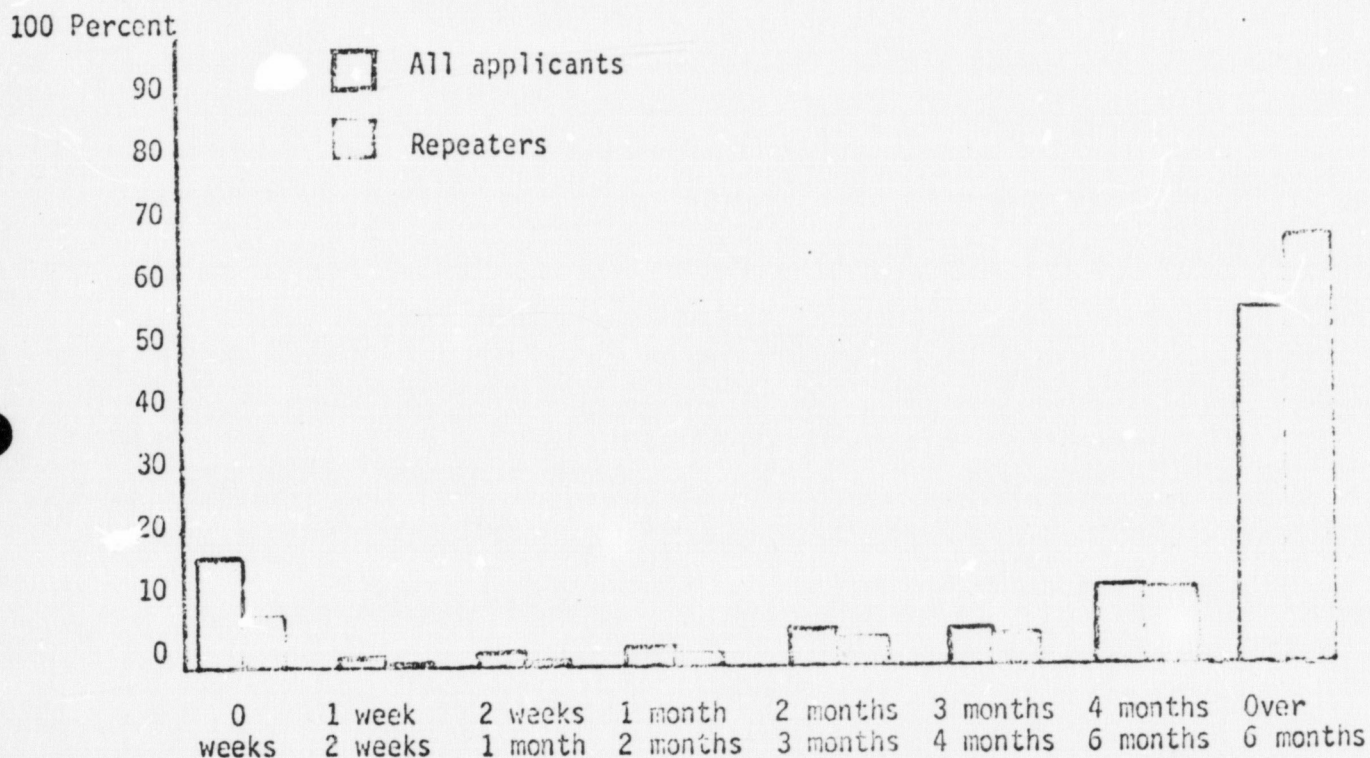 100 Percent
All applicants
90
80
Repeaters
70
60
50
40
30
20
10
0
0 weeks
1 week 2 weeks
2 weeks 1 month
1 month 2 months
2 months 3 months
3 months 4 months
4 months 6 months
Over 6 months